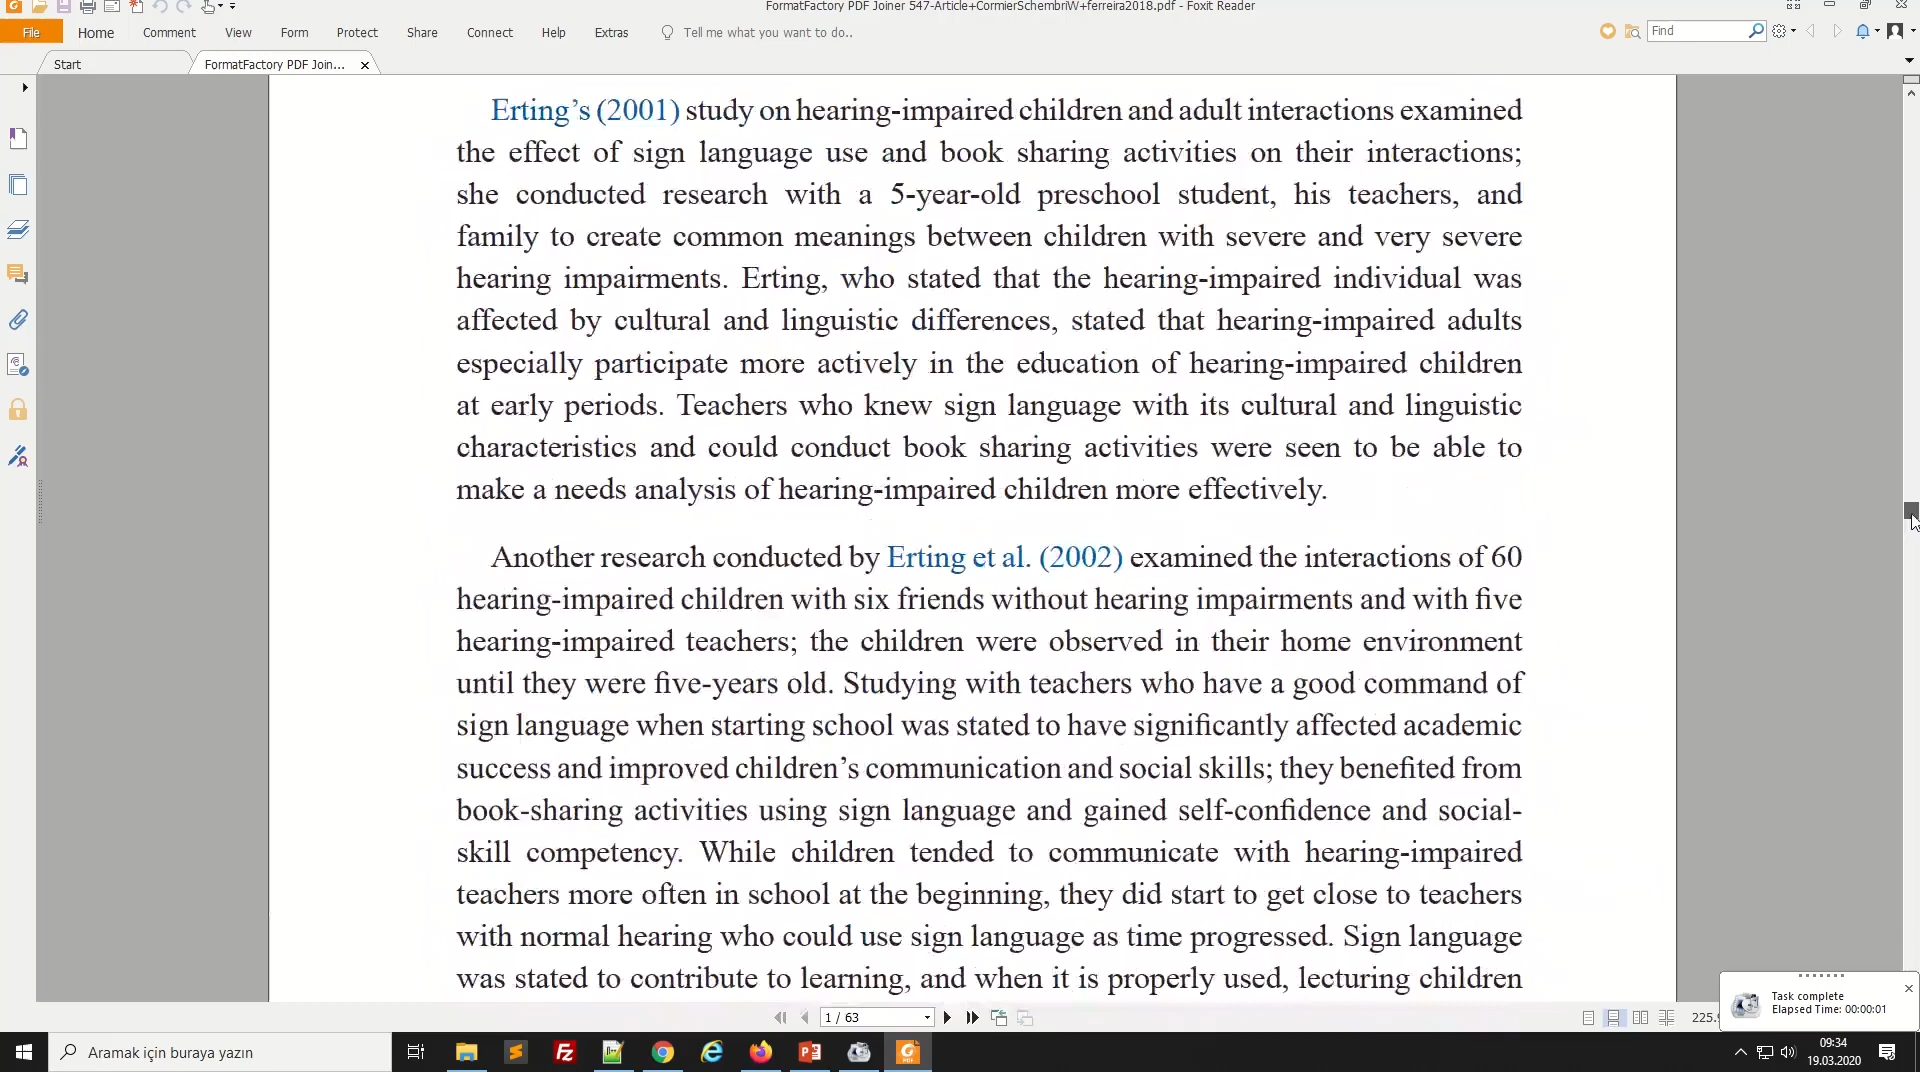 FormatFactory PDF Joiner 547-Article+CormierSchembriW+ferreira2018.pdf - Foxit Reader
File Home Comment View Form Protect Share Connect Help Extras Tell me what you want to do.. Find
Start FormatFactory PDF Join...
Erting’s (2001) study on hearing-impaired children and adult interactions examined
the effect of sign language use and book sharing activities on their interactions;
she conducted research with a 5-year-old preschool student, his teachers, and
family to create common meanings between children with severe and very severe
hearing impairments. Erting, who stated that the hearing-impaired individual was
affected by cultural and linguistic differences, stated that hearing-impaired adults
especially participate more actively in the education of hearing-impaired children
at early periods. Teachers who knew sign language with its cultural and linguistic
characteristics and could conduct book sharing activities were seen to be able to
make a needs analysis of hearing-impaired children more effectively.
Another research conducted by Erting et al. (2002) examined the interactions of 60
hearing-impaired children with six friends without hearing impairments and with five
hearing-impaired teachers; the children were observed in their home environment
until they were five-years old. Studying with teachers who have a good command of
sign language when starting school was stated to have significantly affected academic
success and improved children’s communication and social skills; they benefited from
book-sharing activities using sign language and gained self-confidence and social-
skill competency. While children tended to communicate with hearing-impaired
teachers more often in school at the beginning, they did start to get close to teachers
with normal hearing who could use sign language as time progressed. Sign language
was stated to contribute to learning, and when it is properly used, lecturing children
Task complete
Elapsed Time: 00:00:01
1 / 63
Aramak için buraya yazın
09:34
19.03.2020